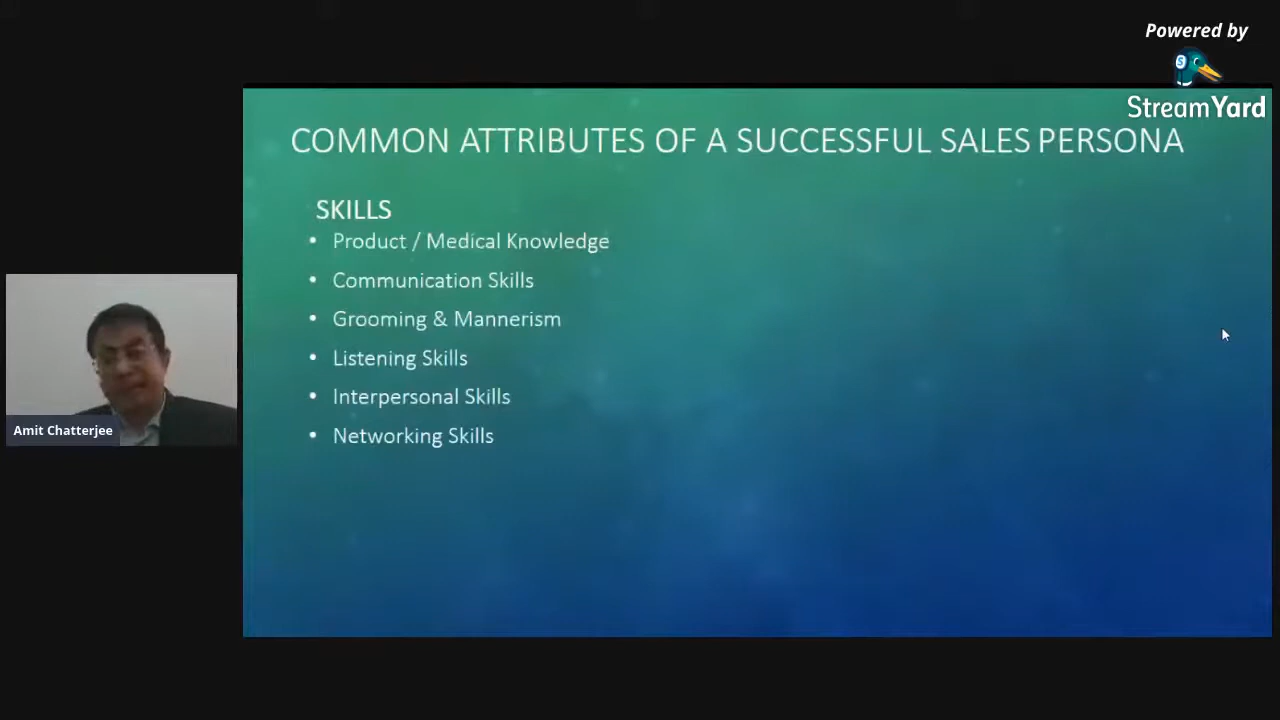 Powered by
StreamYard
COMMON ATTRIBUTES OF A SUCCESSFUL SALES PERSONA
SKILLS
• Product / Medical Knowledge
• Communication Skills
• Grooming & Mannerism
• Listening Skills
• Interpersonal Skills
• Networking Skills
Amit Chatterjee